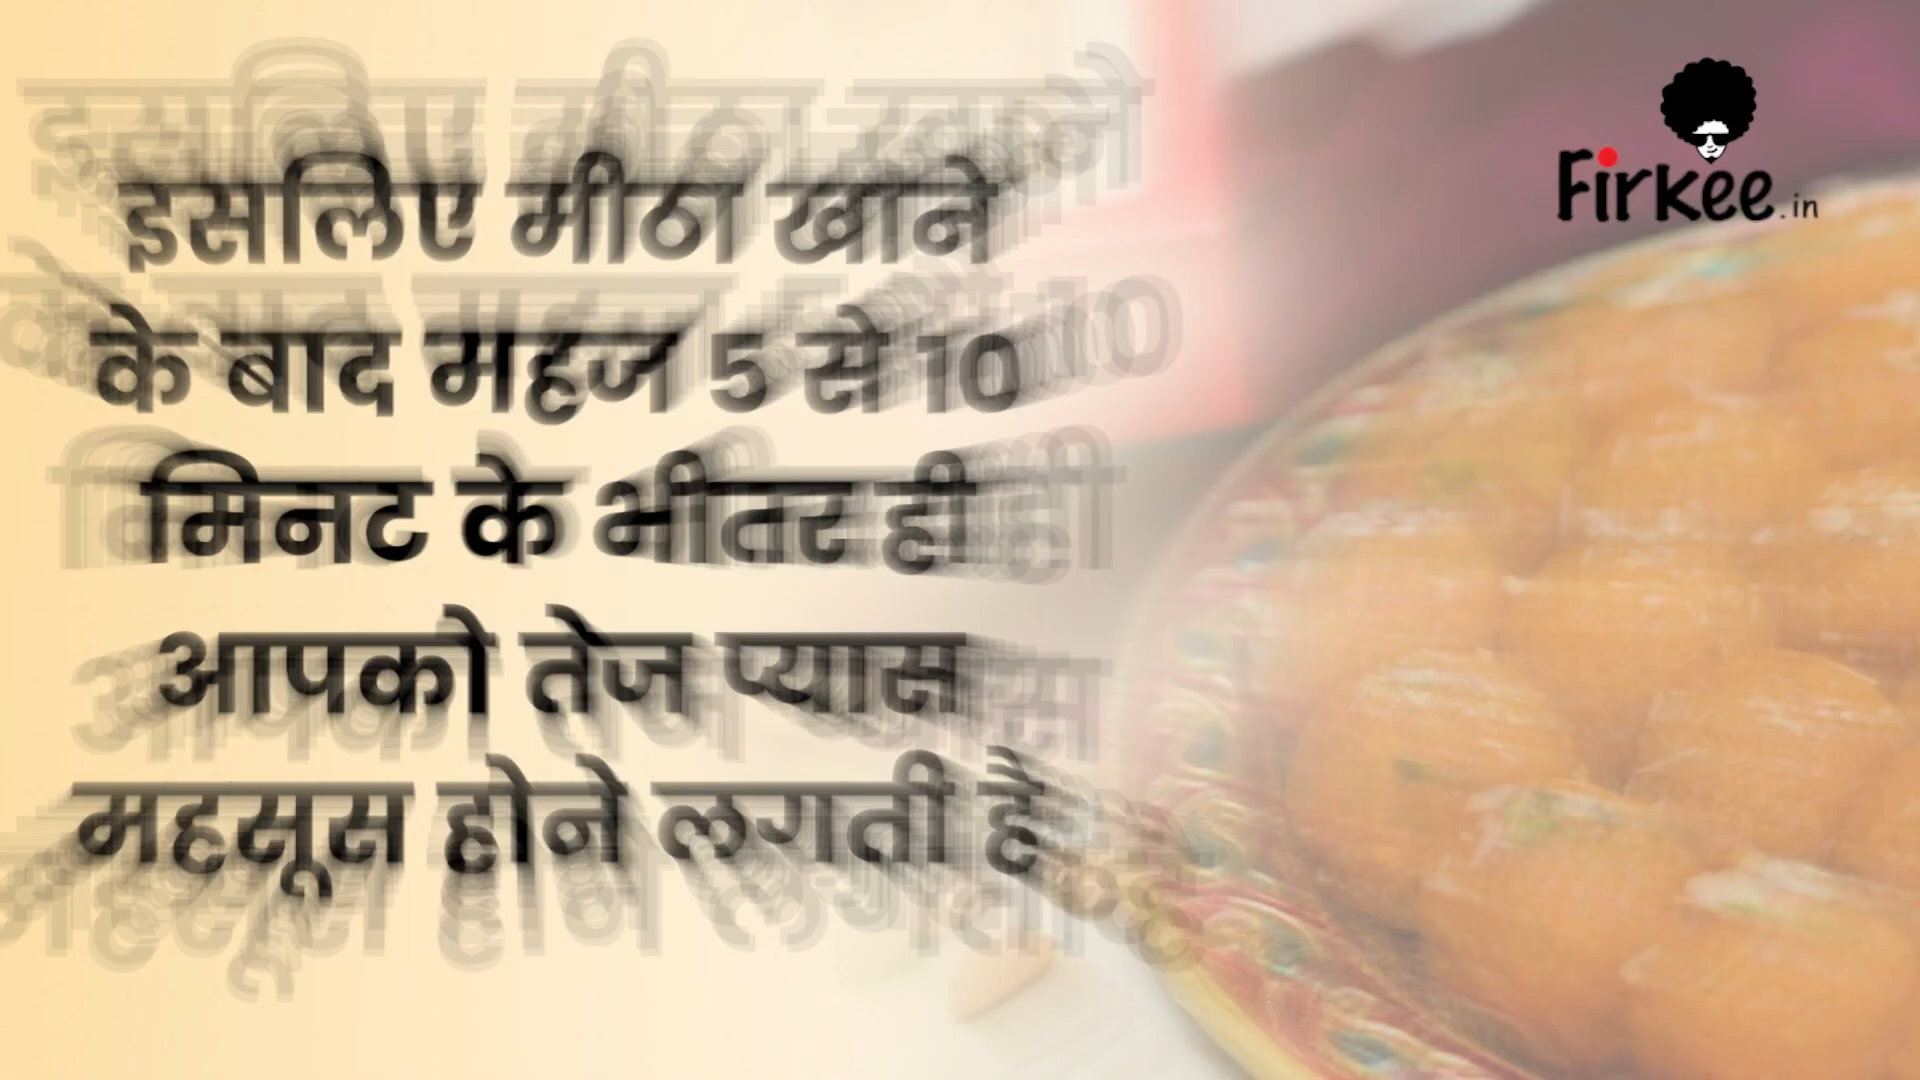 Firkee.in
इसलिए मीठा खाने
के बाद महज 5 से 10
मिनट के भीतर ही
आपको तेज प्यास
महसूस होने लगती है